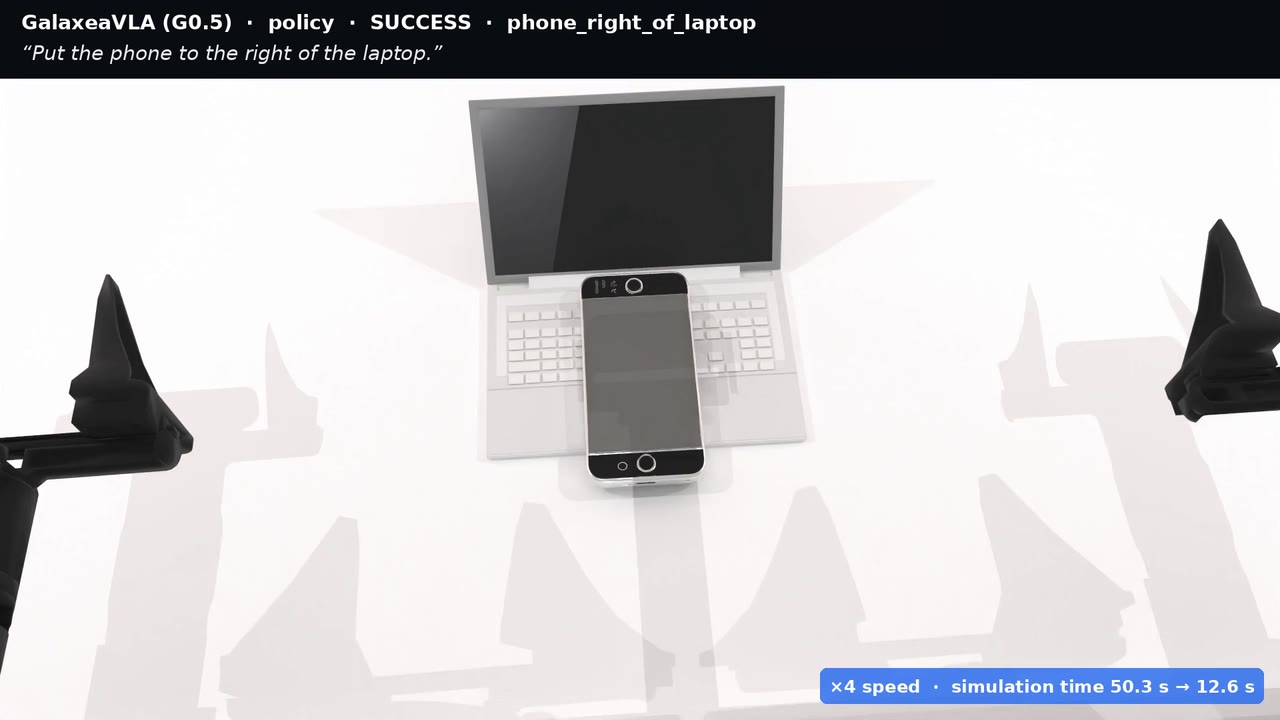 GalaxeaVLA (G0.5)  ·  policy  ·  SUCCESS  ·  phone_right_of_laptop
“Put the phone to the right of the laptop.”
×4 speed  ·  simulation time 50.3 s → 12.6 s